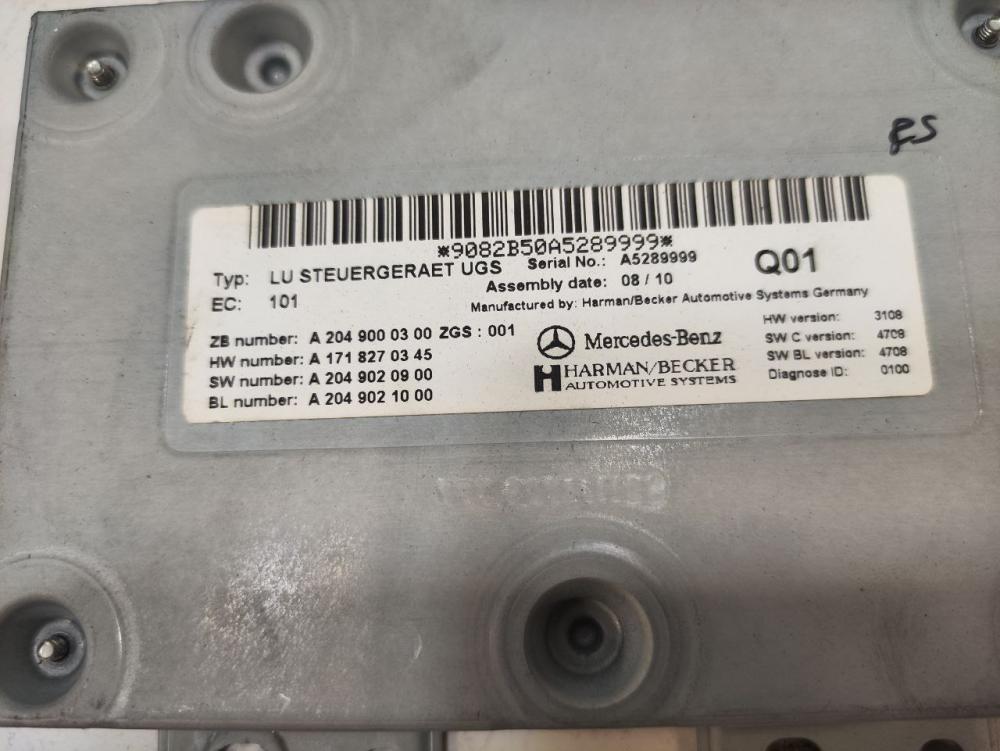 ES
*9082B50A5289999*
Typ: LU STEUERGERAET UGS Serial No.: A5289999
EC: 101 Assembly date: 08 / 10 Q01
Manufactured by: Harman/Becker Automotive Systems Germany
ZB number: A 204 900 03 00 ZGS : 001
HW number: A 171 827 03 45
SW number: A 204 902 09 00
BL number: A 204 902 10 00
Mercedes-Benz
HARMAN/BECKER
AUTOMOTIVE SYSTEMS
HW version: 3108
SW C version: 4708
SW BL version: 4708
Diagnose ID: 0100